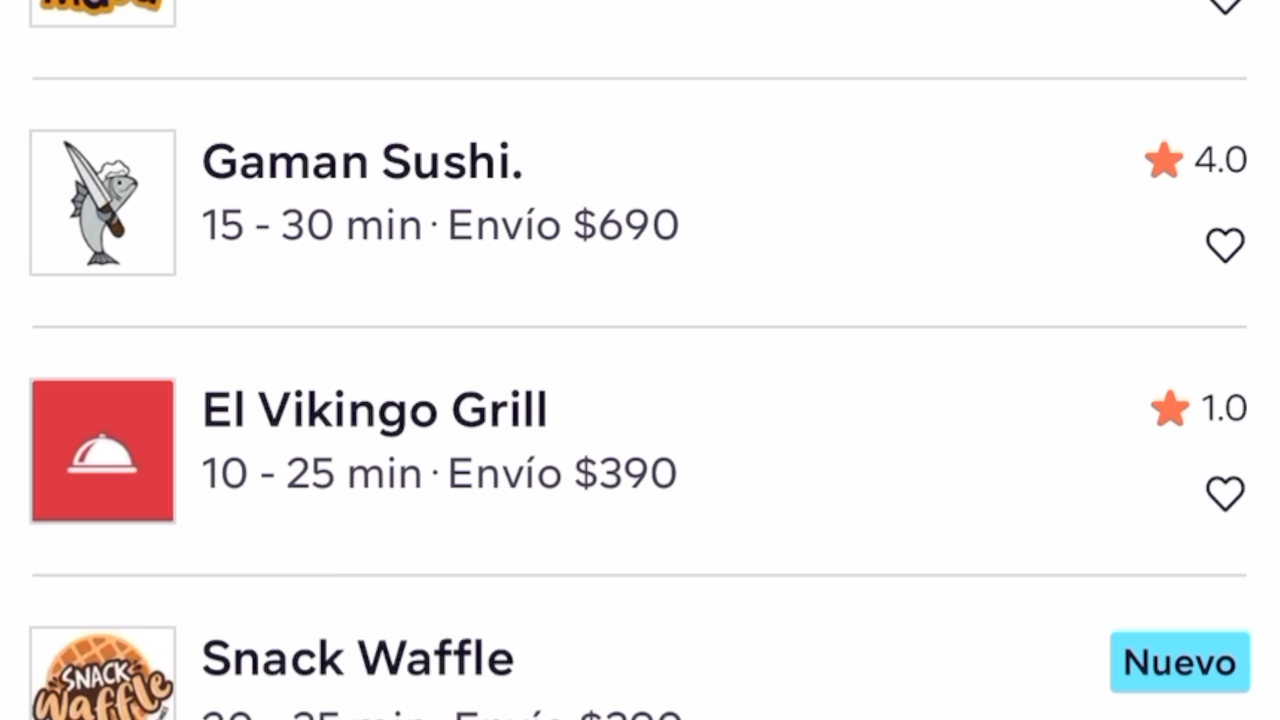 Gaman Sushi.
4.0
15 - 30 min · Envío $690
El Vikingo Grill
1.0
10 - 25 min · Envío $390
SNACK
Waffle
Snack Waffle
Nuevo